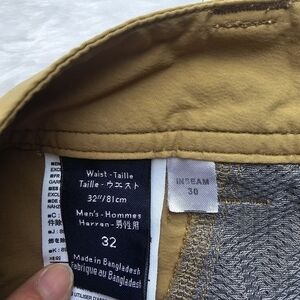 Waist - Taille
Taille - ウエスト
32"/81cm
Men's - Hommes
Herren - 男性用
32
Made in Bangladesh
Fabriqué au Bangladesh
INSEAM
30